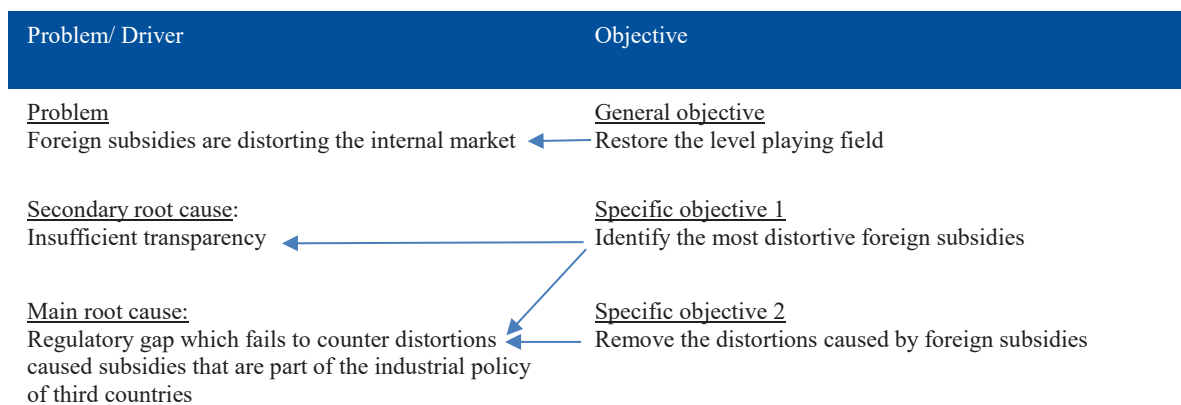 Problem/ Driver
Objective
Problem
Foreign subsidies are distorting the internal market
General objective
Restore the level playing field
Secondary root cause:
Insufficient transparency
Specific objective 1
Identify the most distortive foreign subsidies
Main root cause:
Regulatory gap which fails to counter distortions
caused subsidies that are part of the industrial policy
of third countries
Specific objective 2
Remove the distortions caused by foreign subsidies